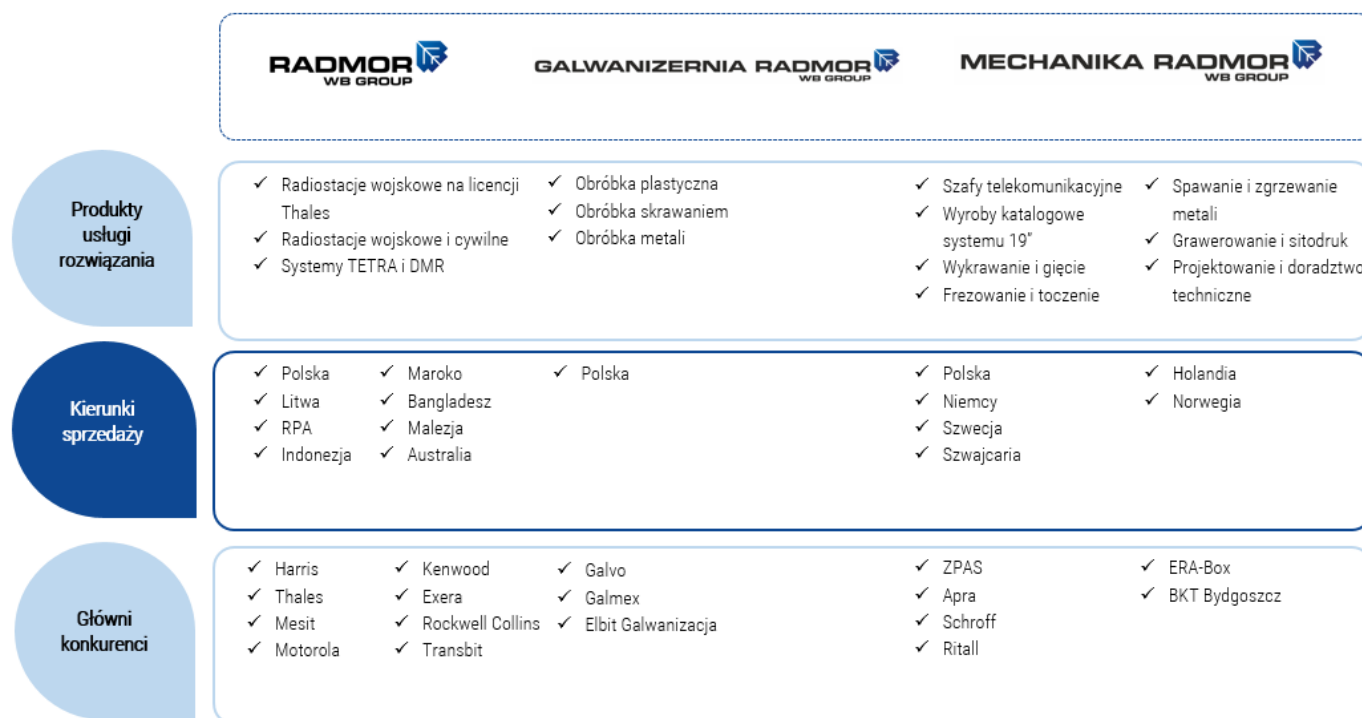 RADMOR
WB GROUP
GALWANIZERNIA RADMOR
WB GROUP
MECHANIKA RADMOR
WB GROUP
Produkty
usługi
rozwiązania
✓ Radiostacje wojskowe na licencji
Thales
✓ Radiostacje wojskowe i cywilne
✓ Systemy TETRA i DMR
✓ Obróbka plastyczna
✓ Obróbka skrawaniem
✓ Obróbka metali
✓ Szafy telekomunikacyjne
✓ Wyroby katalogowe
systemu 19”
✓ Wykrawanie i gięcie
✓ Frezowanie i toczenie
✓ Spawanie i zgrzewanie
metali
✓ Grawerowanie i sitodruk
✓ Projektowanie i doradztwo
techniczne
Kierunki
sprzedaży
✓ Polska
✓ Litwa
✓ RPA
✓ Indonezja
✓ Maroko
✓ Bangladesz
✓ Malezja
✓ Australia
✓ Polska
✓ Polska
✓ Niemcy
✓ Szwecja
✓ Szwajcaria
✓ Holandia
✓ Norwegia
Główni
konkurenci
✓ Harris
✓ Thales
✓ Mesit
✓ Motorola
✓ Kenwood
✓ Exera
✓ Rockwell Collins
✓ Transbit
✓ Galvo
✓ Galmex
✓ Elbit Galwanizacja
✓ ZPAS
✓ Apra
✓ Schroff
✓ Ritall
✓ ERA-Box
✓ BKT Bydgoszcz